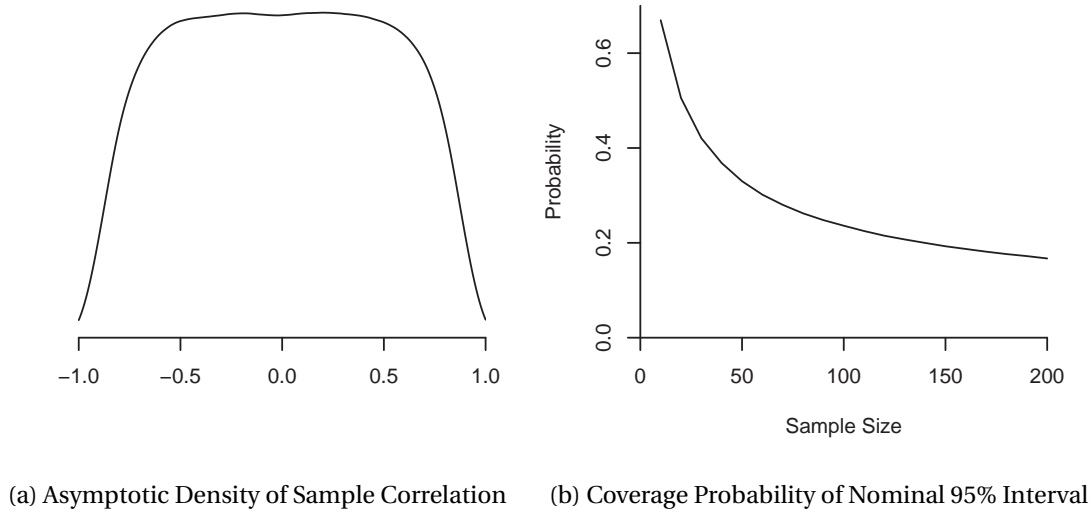 −1.0 −0.5 0.0 0.5 1.0
(a) Asymptotic Density of Sample Correlation
Probability
0.0 0.2 0.4 0.6
0 50 100 150 200
Sample Size
(b) Coverage Probability of Nominal 95% Interval